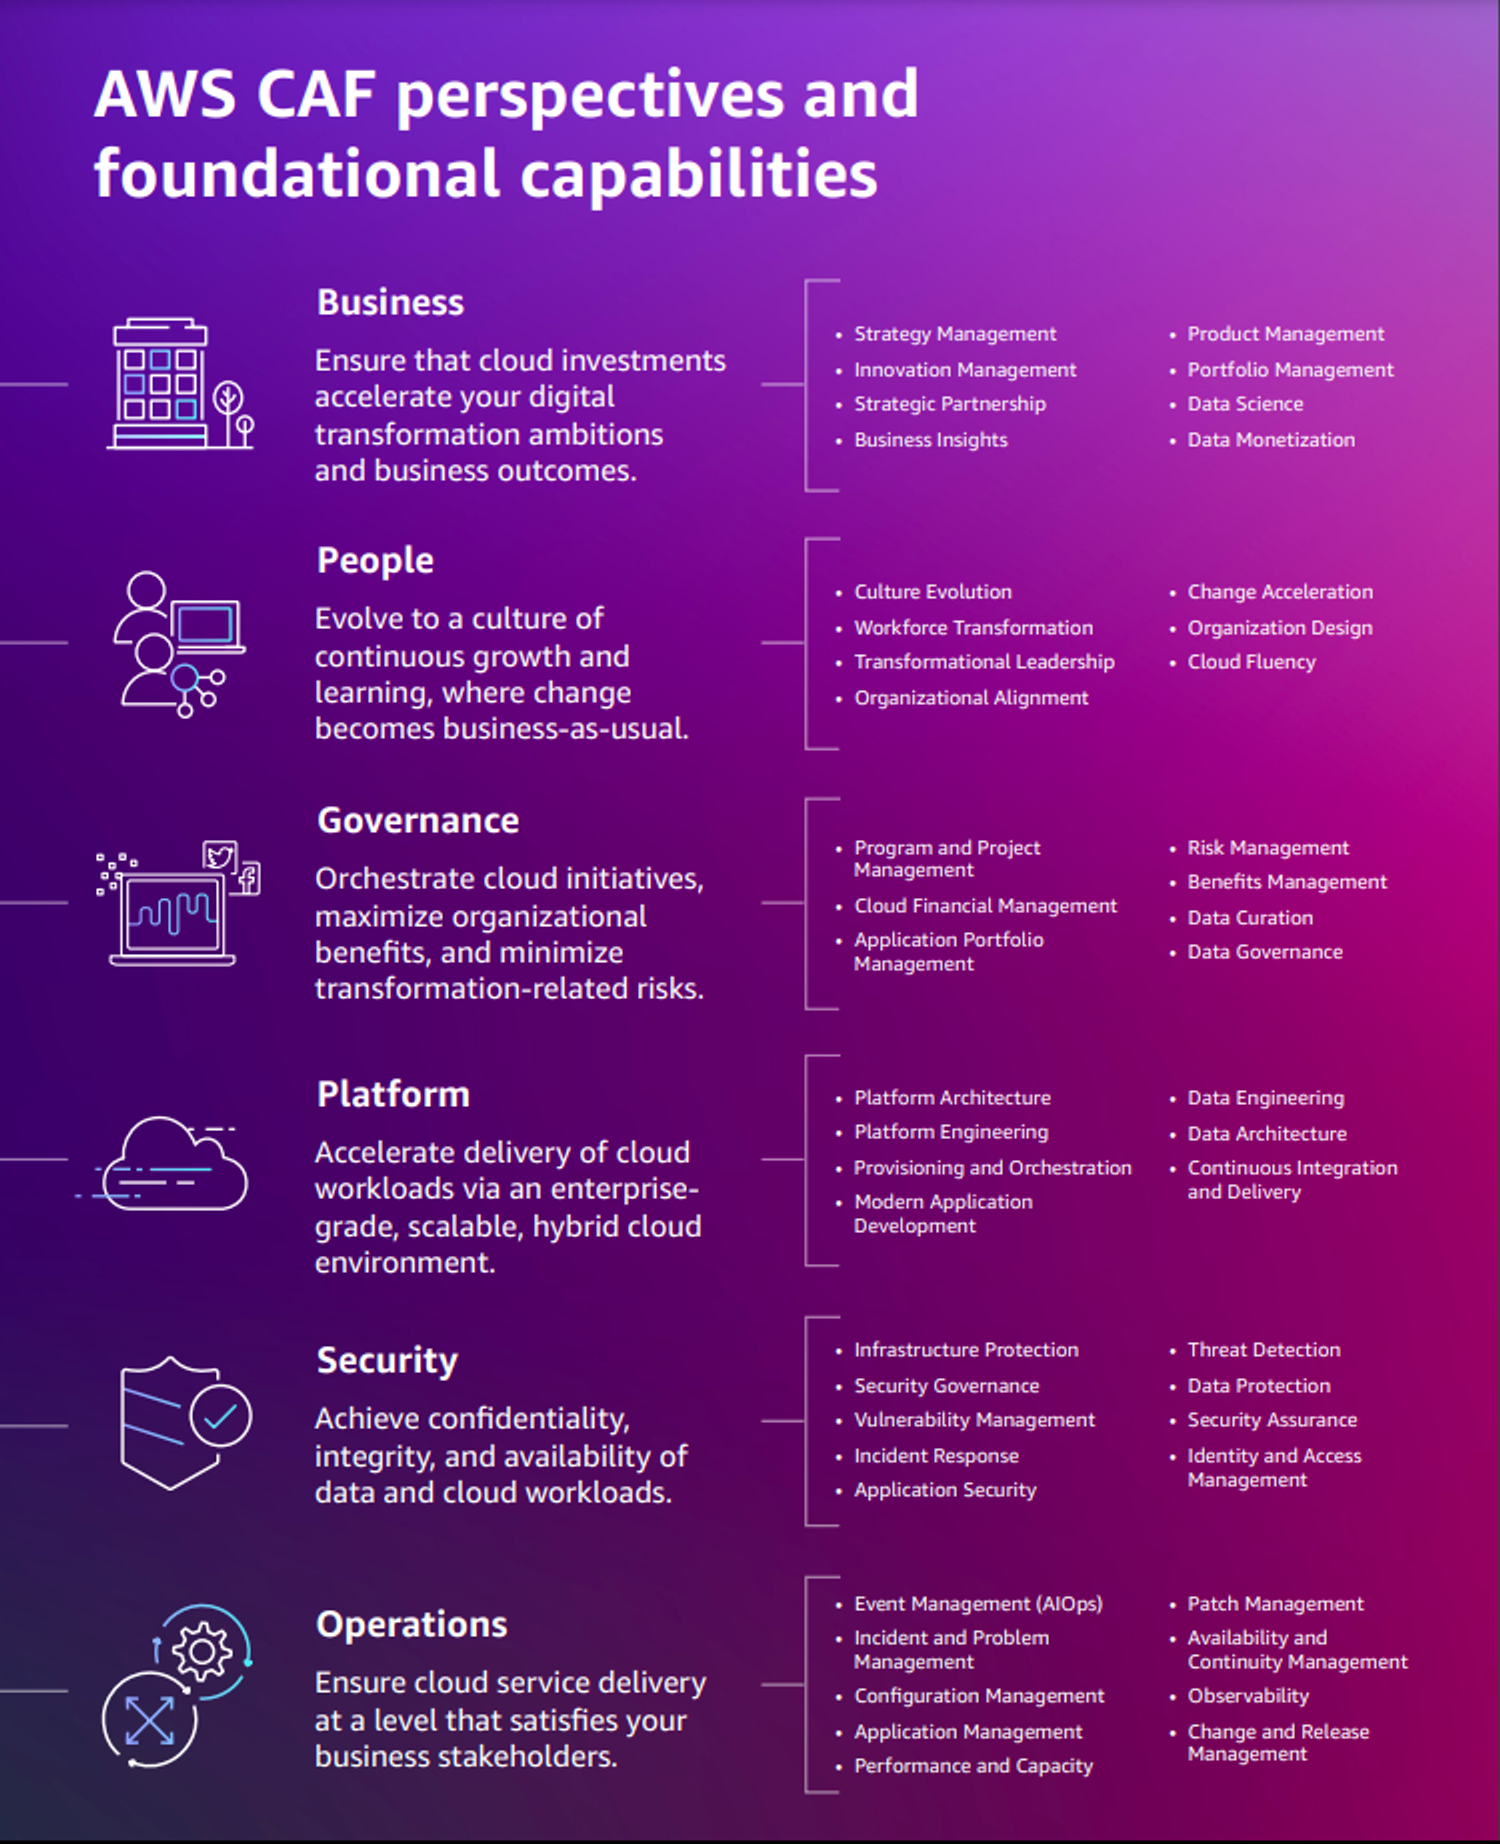 AWS CAF perspectives and
foundational capabilities
Business
Ensure that cloud investments
accelerate your digital
transformation ambitions
and business outcomes.
• Strategy Management
• Innovation Management
• Strategic Partnership
• Business Insights
• Product Management
• Portfolio Management
• Data Science
• Data Monetization
People
Evolve to a culture of
continuous growth and
learning, where change
becomes business-as-usual.
• Culture Evolution
• Workforce Transformation
• Transformational Leadership
• Organizational Alignment
• Change Acceleration
• Organization Design
• Cloud Fluency
Governance
Orchestrate cloud initiatives,
maximize organizational
benefits, and minimize
transformation-related risks.
• Program and Project
Management
• Cloud Financial Management
• Application Portfolio
Management
• Risk Management
• Benefits Management
• Data Curation
• Data Governance
Platform
Accelerate delivery of cloud
workloads via an enterprise-
grade, scalable, hybrid cloud
environment.
• Platform Architecture
• Platform Engineering
• Provisioning and Orchestration
• Modern Application
Development
• Data Engineering
• Data Architecture
• Continuous Integration
and Delivery
Security
Achieve confidentiality,
integrity, and availability of
data and cloud workloads.
• Infrastructure Protection
• Security Governance
• Vulnerability Management
• Incident Response
• Application Security
• Threat Detection
• Data Protection
• Security Assurance
• Identity and Access
Management
Operations
Ensure cloud service delivery
at a level that satisfies your
business stakeholders.
• Event Management (AIOps)
• Incident and Problem
Management
• Configuration Management
• Application Management
• Performance and Capacity
• Patch Management
• Availability and
Continuity Management
• Observability
• Change and Release
Management